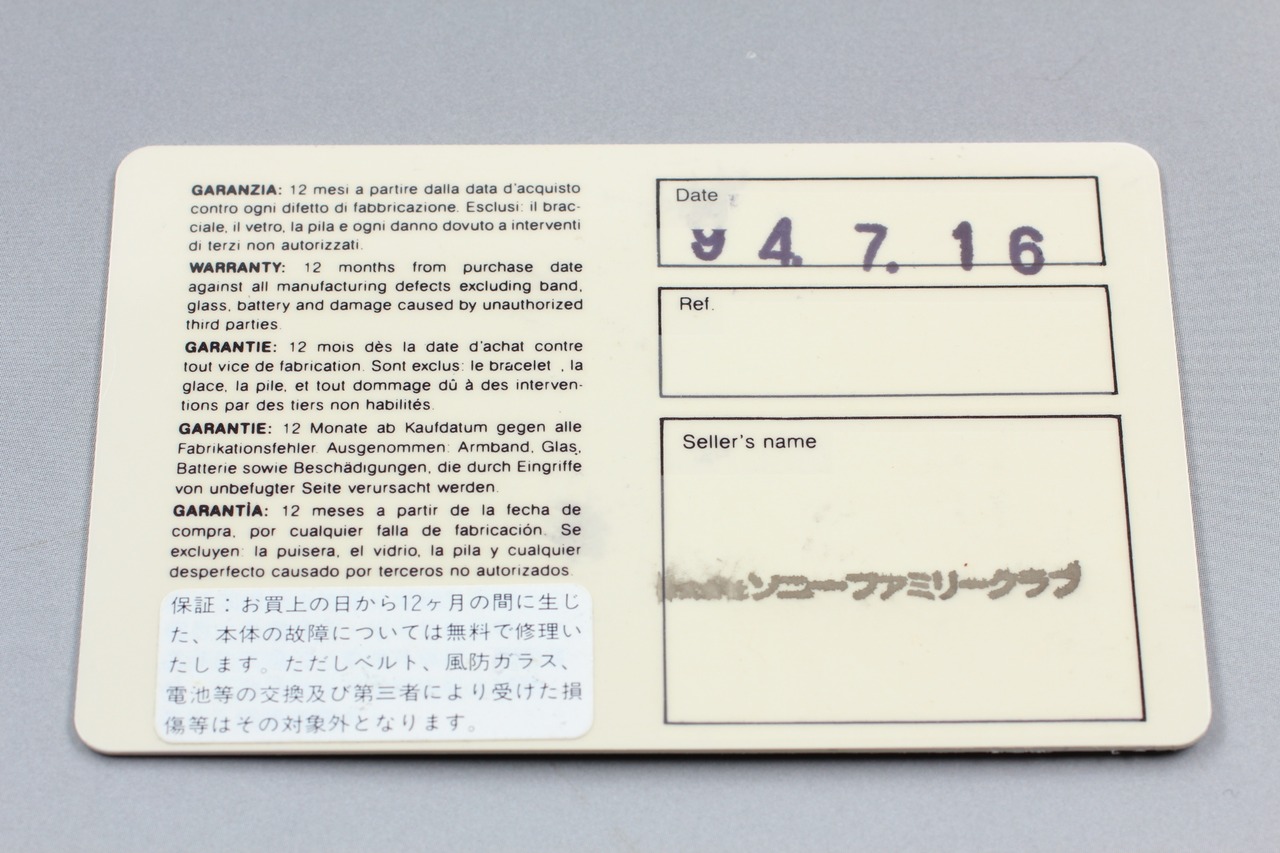 GARANZIA: 12 mesi a partire dalla data d'acquisto
contro ogni difetto di fabbricazione. Esclusi: il brac-
ciale, il vetro, la pila e ogni danno dovuto a interventi
di terzi non autorizzati.
WARRANTY: 12 months from purchase date
against all manufacturing defects excluding band,
glass, battery and damage caused by unauthorized
third parties.
GARANTIE: 12 mois dès la date d'achat contre
tout vice de fabrication. Sont exclus: le bracelet , la
glace, la pile, et tout dommage dû à des interven-
tions par des tiers non habilités.
GARANTIE: 12 Monate ab Kaufdatum gegen alle
Fabrikationsfehler. Ausgenommen: Armband, Glas,
Batterie sowie Beschädigungen, die durch Eingriffe
von unbefugter Seite verursacht werden.
GARANTÍA: 12 meses a partir de la fecha de
compra, por cualquier falla de fabricación. Se
excluyen: la puisera, el vidrio, la pila y cualquier
desperfecto causado por terceros no autorizados.
保証：お買上の日から12ヶ月の間に生じ
た、本体の故障については無料で修理い
たします。ただしベルト、風防ガラス、
電池等の交換及び第三者により受けた損
傷等はその対象外となります。
Date
94. 7. 16
Ref.
Seller's name
ソニーファミリークラブ